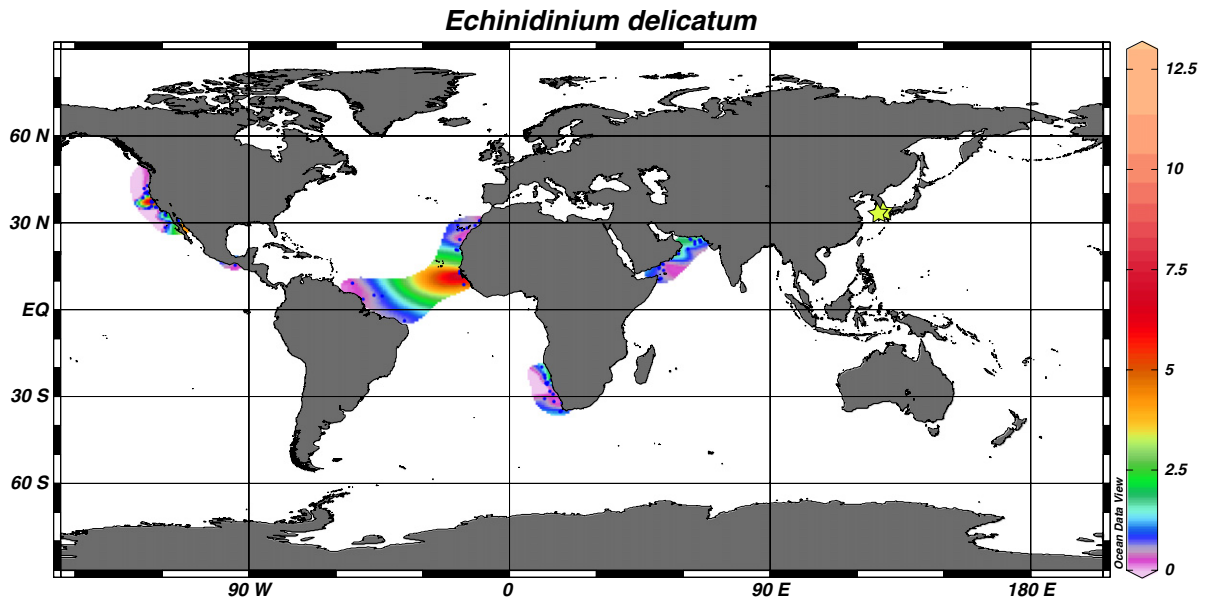 Echinidinium delicatum
60 N
30 N
EQ
30 S
60 S
90 W
0
90 E
180 E
12.5
10
7.5
5
2.5
0
Ocean Data View